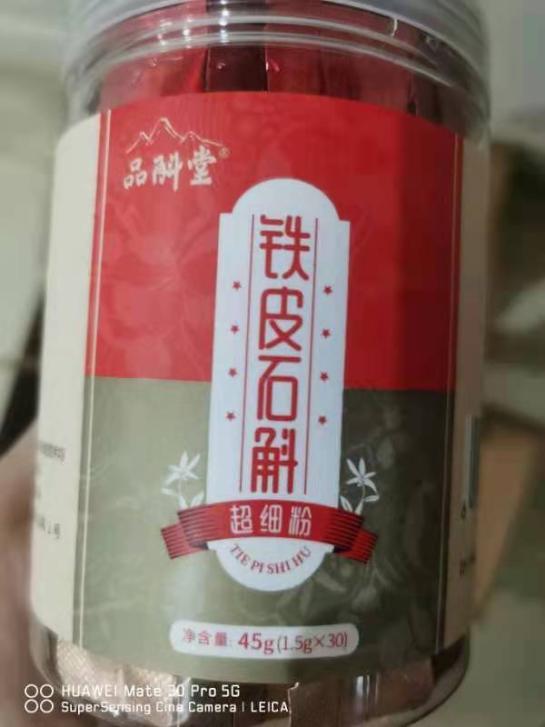 品斛堂®
铁皮石斛
超细粉
TIE PI SHI HU
净含量: 45g(1.5g×30)
HUAWEI Mate 30 Pro 5G
SuperSensing Cine Camera | LEICA